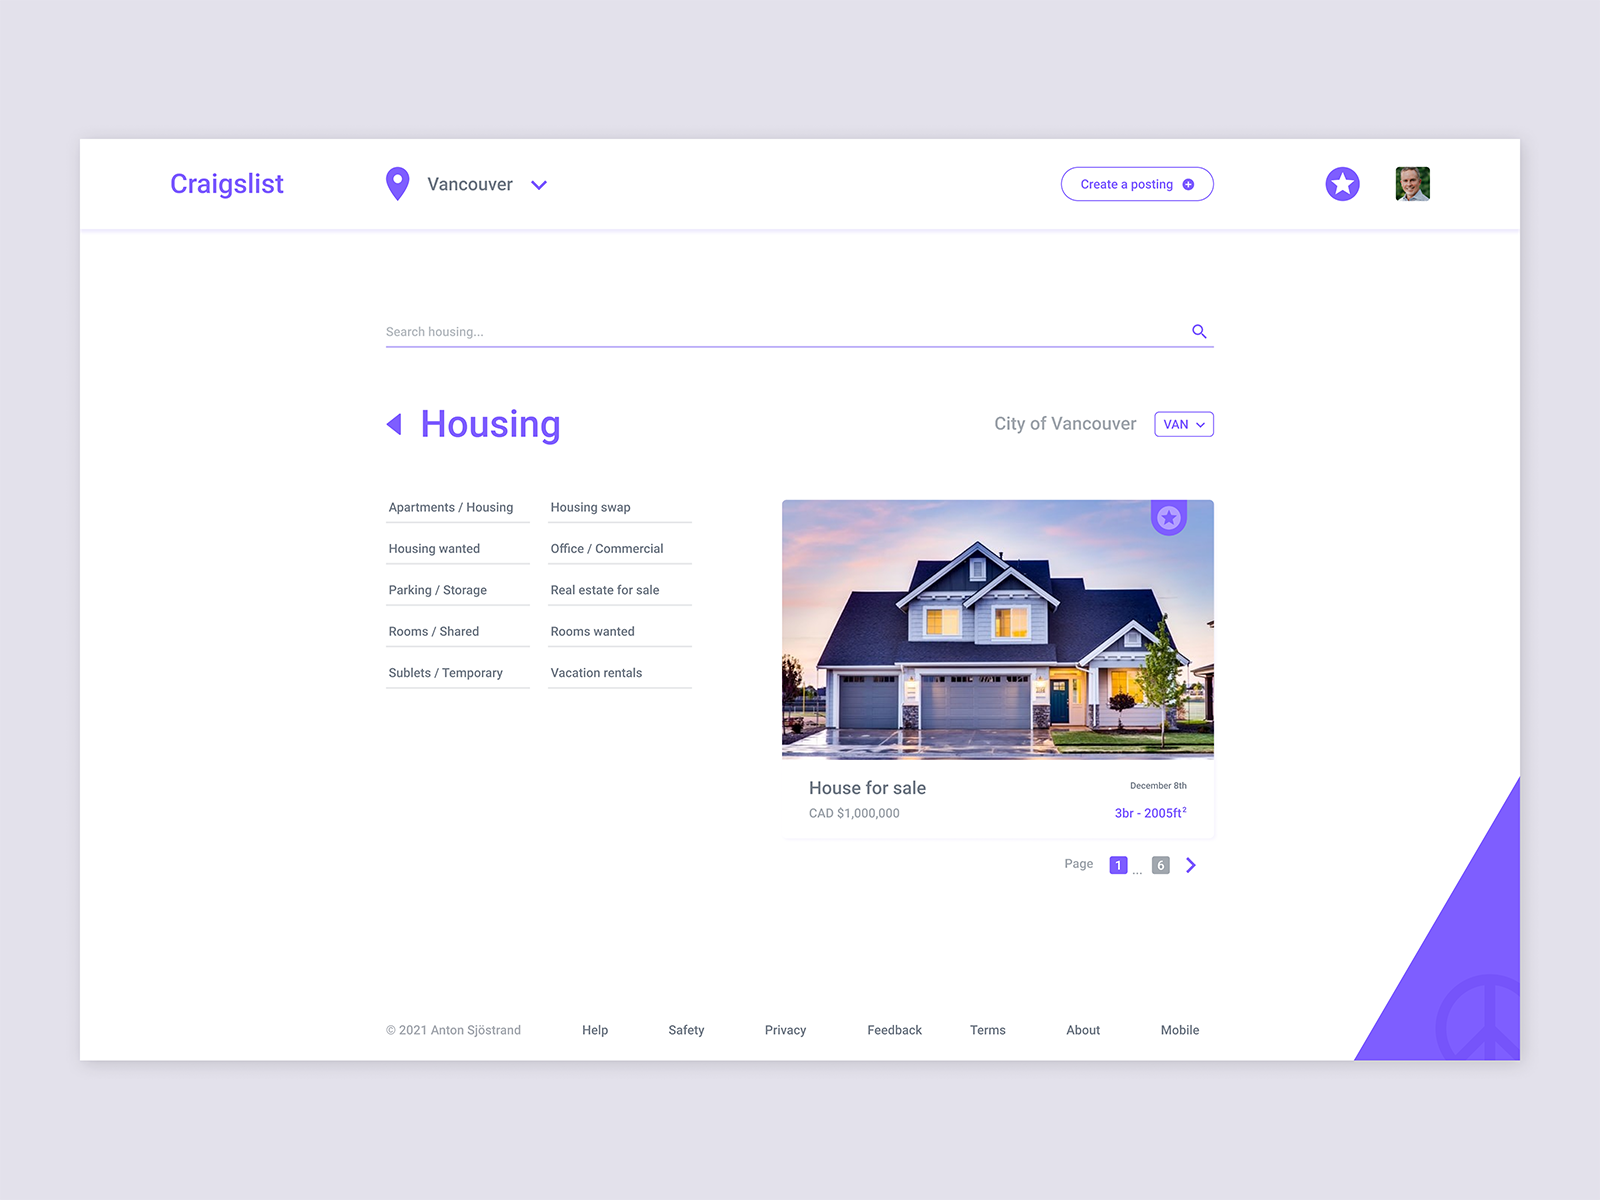 Craigslist
Vancouver
Create a posting
Search housing...
Housing
City of Vancouver
VAN
Apartments / Housing
Housing swap
Housing wanted
Office / Commercial
Parking / Storage
Real estate for sale
Rooms / Shared
Rooms wanted
Sublets / Temporary
Vacation rentals
House for sale
December 8th
CAD $1,000,000
3br - 2005ft²
Page 1 ... 6
© 2021 Anton Sjöstrand
Help
Safety
Privacy
Feedback
Terms
About
Mobile